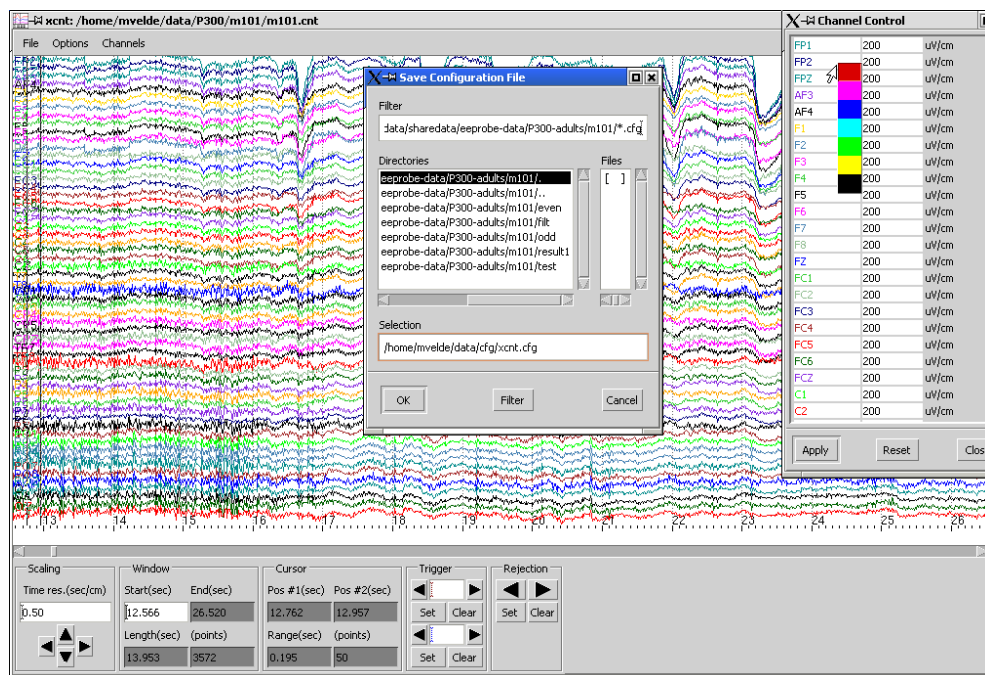 xcnt: /home/mvelde/data/P300/m101/m101.cnt
File Options Channels
Save Configuration File
Filter
data/sharedata/eeprobe-data/P300-adults/m101/*.cfg
Directories Files
eeprobe-data/P300-adults/m101/. [ ]
eeprobe-data/P300-adults/m101/..
eeprobe-data/P300-adults/m101/even
eeprobe-data/P300-adults/m101/filt
eeprobe-data/P300-adults/m101/odd
eeprobe-data/P300-adults/m101/result1
eeprobe-data/P300-adults/m101/test
Selection
/home/mvelde/data/cfg/xcnt.cfg
OK Filter Cancel
Channel Control
FP1 200 uV/cm
FP2 200 uV/cm
FPZ 200 uV/cm
AF3 200 uV/cm
AF4 200 uV/cm
F1 200 uV/cm
F2 200 uV/cm
F3 200 uV/cm
F4 200 uV/cm
F5 200 uV/cm
F6 200 uV/cm
F7 200 uV/cm
F8 200 uV/cm
FZ 200 uV/cm
FC1 200 uV/cm
FC2 200 uV/cm
FC3 200 uV/cm
FC4 200 uV/cm
FC5 200 uV/cm
FC6 200 uV/cm
FCZ 200 uV/cm
C1 200 uV/cm
C2 200 uV/cm
Apply Reset Clos
13 14 15 16 17 18 19 20 21 22 23 24 25 26
Scaling Window Cursor Trigger Rejection
Time res.(sec/cm) Start(sec) End(sec) Pos #1(sec) Pos #2(sec)
0.50 12.566 26.520 12.762 12.957 Set Clear Set Clear
Length(sec) (points) Range(sec) (points)
13.953 3572 0.195 50 Set Clear